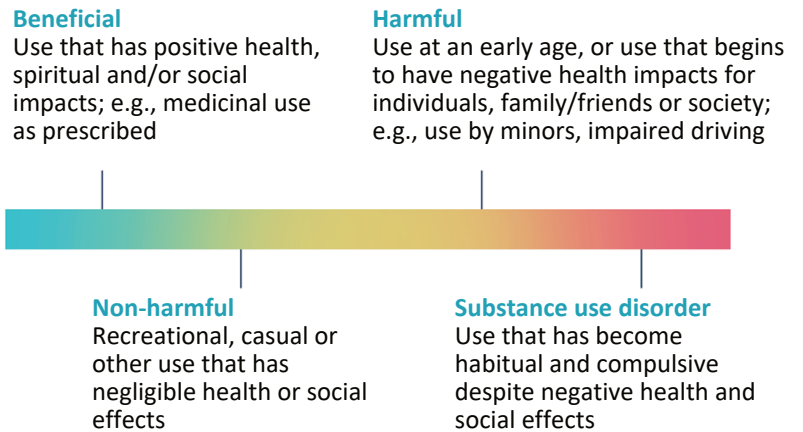 Beneficial
Use that has positive health,
spiritual and/or social
impacts; e.g., medicinal use
as prescribed
Harmful
Use at an early age, or use that begins
to have negative health impacts for
individuals, family/friends or society;
e.g., use by minors, impaired driving
Non-harmful
Recreational, casual or
other use that has
negligible health or social
effects
Substance use disorder
Use that has become
habitual and compulsive
despite negative health and
social effects